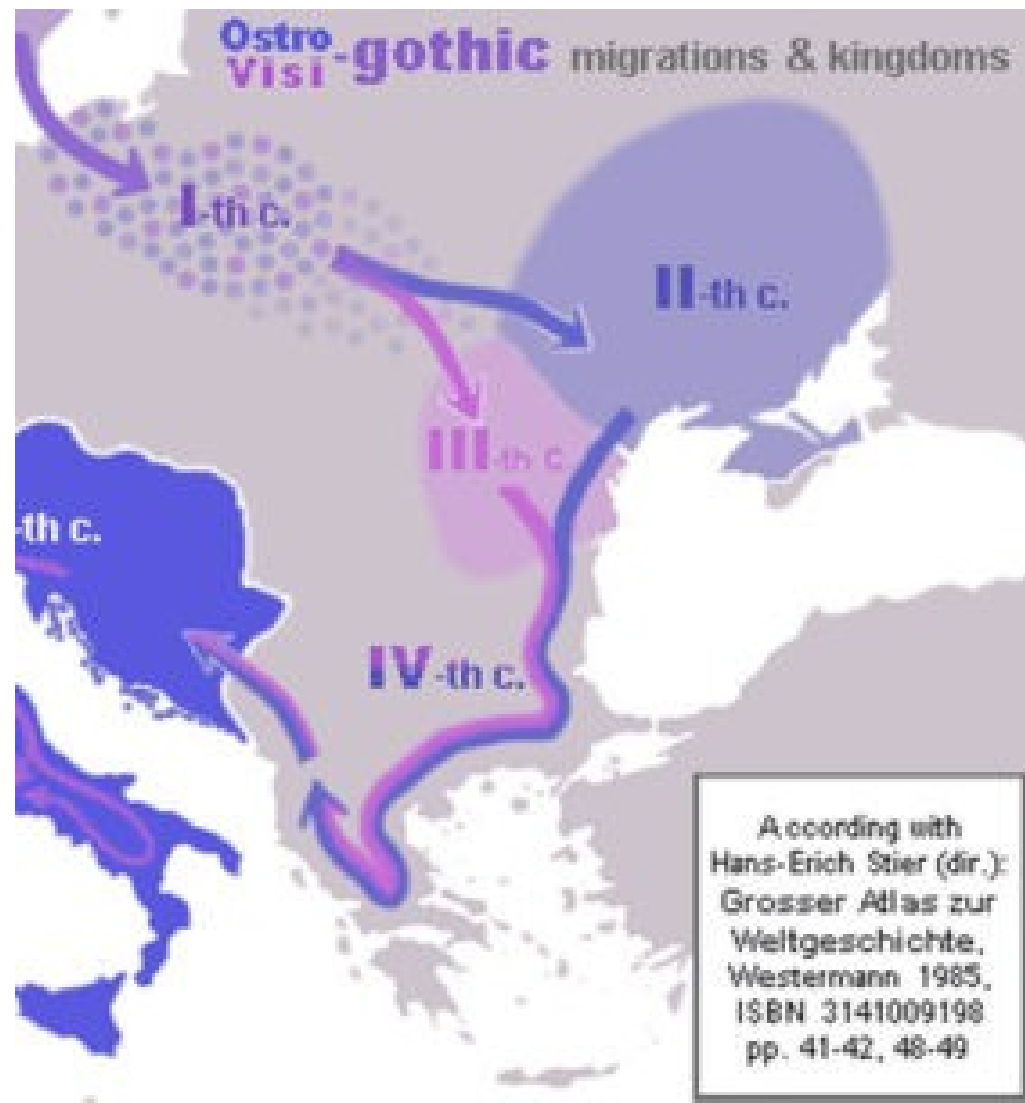 Ostro
Visi
-gothic migrations & kingdoms
I-th c.
II-th c.
III-th c
-th c.
IV-th c.
According with
Hans-Erich Stier (dir.):
Grosser Atlas zur
Weltgeschichte,
Westermann 1985,
ISBN 3141009198
pp. 41-42, 48-49